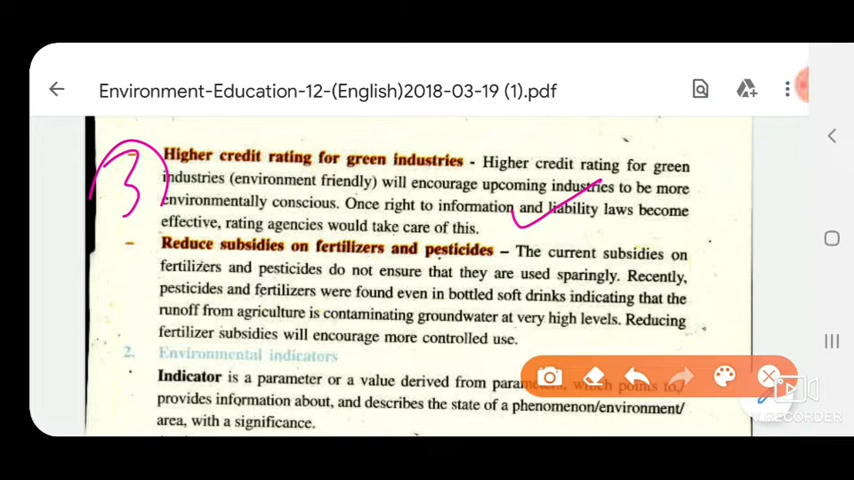 Environment-Education-12-(English)2018-03-19 (1).pdf
3
Higher credit rating for green industries - Higher credit rating for green
industries (environment friendly) will encourage upcoming industries to be more
environmentally conscious. Once right to information and liability laws become
effective, rating agencies would take care of this.
– Reduce subsidies on fertilizers and pesticides – The current subsidies on
fertilizers and pesticides do not ensure that they are used sparingly. Recently,
pesticides and fertilizers were found even in bottled soft drinks indicating that the
runoff from agriculture is contaminating groundwater at very high levels. Reducing
fertilizer subsidies will encourage more controlled use.
2. Environmental indicators
Indicator is a parameter or a value derived from parameters, which points to,
provides information about, and describes the state of a phenomenon/environment/
area, with a significance.
V RECORDER